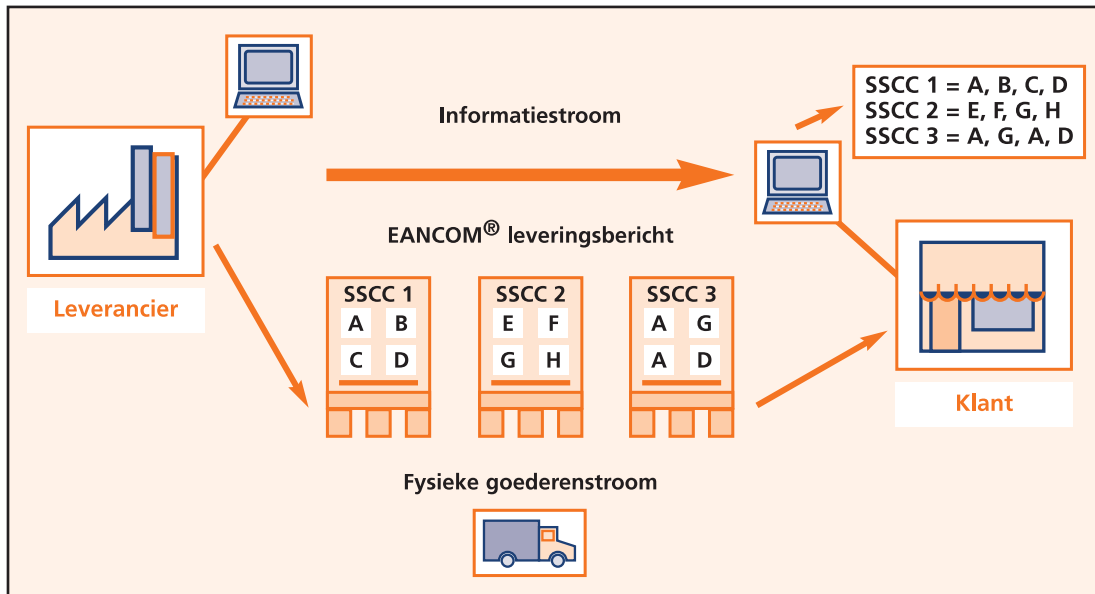 Informatiestroom
SSCC 1 = A, B, C, D
SSCC 2 = E, F, G, H
SSCC 3 = A, G, A, D
EANCOM® leveringsbericht
Leverancier
SSCC 1
A B
C D
SSCC 2
E F
G H
SSCC 3
A G
A D
Klant
Fysieke goederenstroom